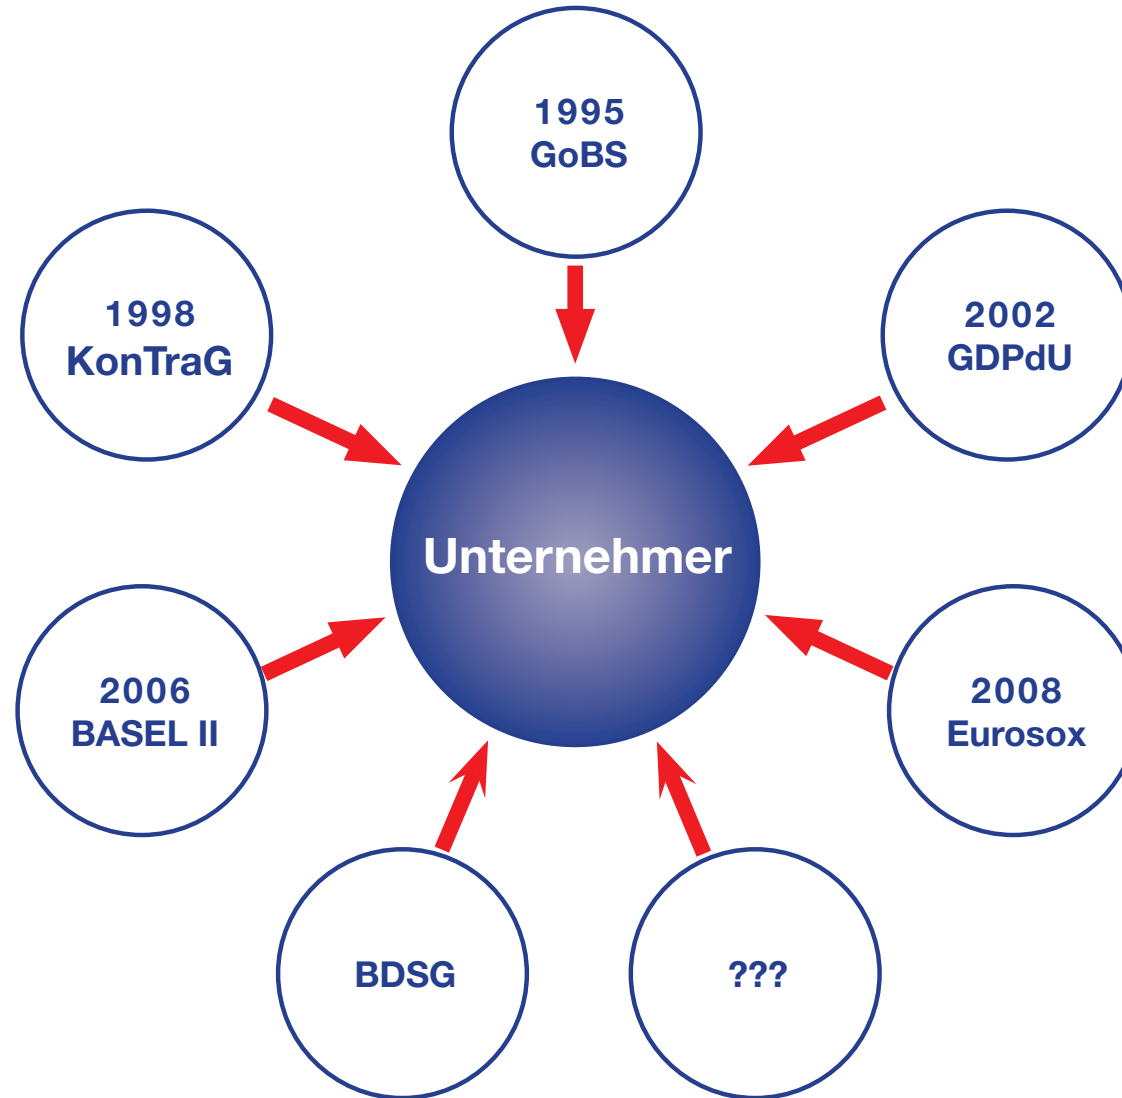 1995
GoBS
1998
KonTraG
2002
GDPdU
Unternehmer
2006
BASEL II
2008
Eurosox
BDSG
???